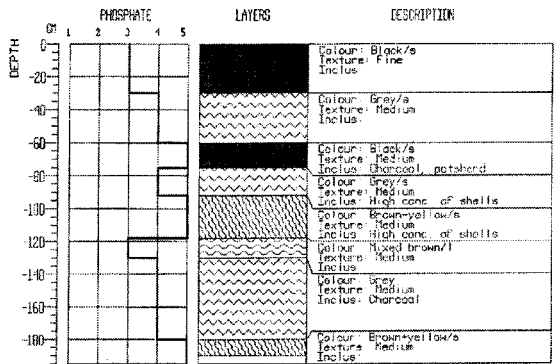 PHOSPHATE LAYERS DESCRIPTION
CM 1 2 3 4 5
DEPTH
0
-20
-40
-60
-80
-100
-120
-140
-160
-180
Colour: Black/s
Texture: Fine
Inclus:
Colour: Grey/s
Texture: Medium
Inclus:
Colour: Black/s
Texture: Medium
Inclus: Charcoal, potsherd
Colour: Grey/s
Texture: Medium
Inclus: High conc. of shells
Colour: Brown-yellow/s
Texture: Medium
Inclus: High conc. of shells
Colour: Mixed brown/l
Texture: Medium
Inclus:
Colour: Grey
Texture: Medium
Inclus: Charcoal
Colour: Brown+yellow/s
Texture: Medium
Inclus: